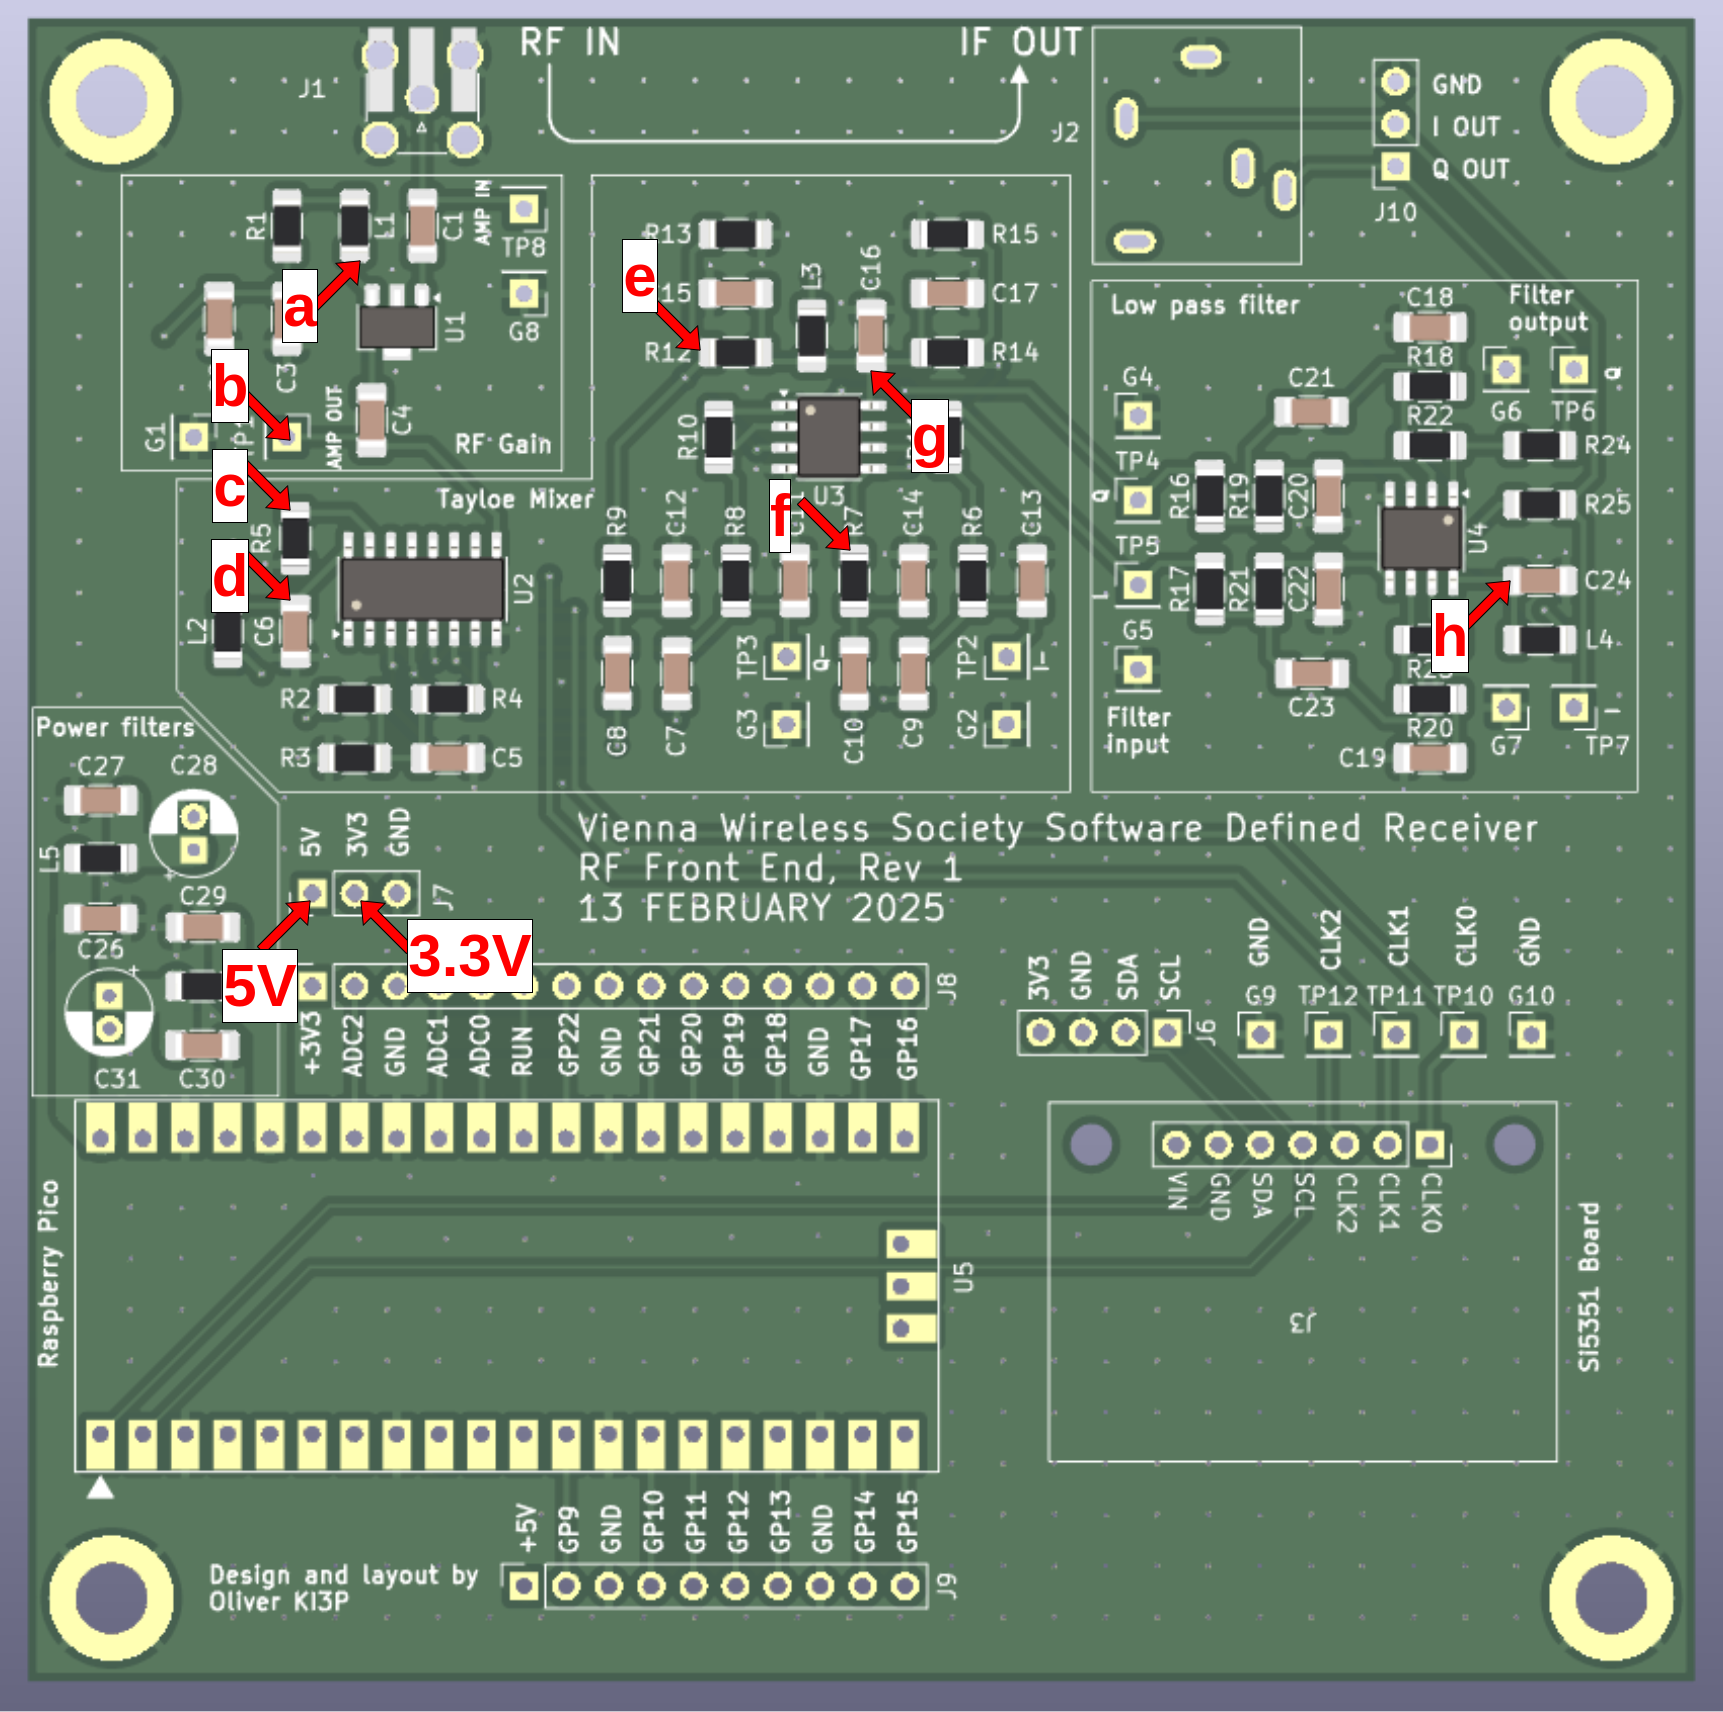 RF IN
IF OUT
J1
J2
GND
I OUT
Q OUT
J10
R1
L1
C1
AMP IN
TP8
G8
U1
C3
a
b
G1
AMP OUT
C4
RF Gain
R13
R15
e
15
C17
L3
C16
R12
R14
g
R10
U3
f
Low pass filter
Filter
output
C18
R18
R22
C21
G4
TP4
Q
TP5
I
G5
G6
TP6
Q
R24
R25
R16
R19
C20
R17
R21
C22
U4
C24
h
L4
C23
R20
C19
G7
TP7
I
Filter
input
c
Tayloe Mixer
R5
d
L2
C6
U2
R2
R4
R3
C5
R9
C12
R8
R7
C14
R6
C13
C8
C7
TP3
Q-
G3
C10
C9
TP2
I-
G2
Power filters
C27
C28
L5
C29
C26
C31
C30
5V
3V3
GND
J7
5V
3.3V
Vienna Wireless Society Software Defined Receiver
RF Front End, Rev 1
13 FEBRUARY 2025
J8
+3V3
ADC2
GND
ADC1
ADC0
RUN
GP22
GND
GP21
GP20
GP19
GP18
GND
GP17
GP16
3V3
GND
SDA
SCL
J6
GND
CLK2
CLK1
CLK0
GND
G9
TP12
TP11
TP10
G10
VIN
GND
SDA
SCL
CLK2
CLK1
CLK0
J3
Si5351 Board
Raspberry Pico
U5
+5V
GP9
GND
GP10
GP11
GP12
GP13
GND
GP14
GP15
J9
Design and layout by
Oliver KI3P